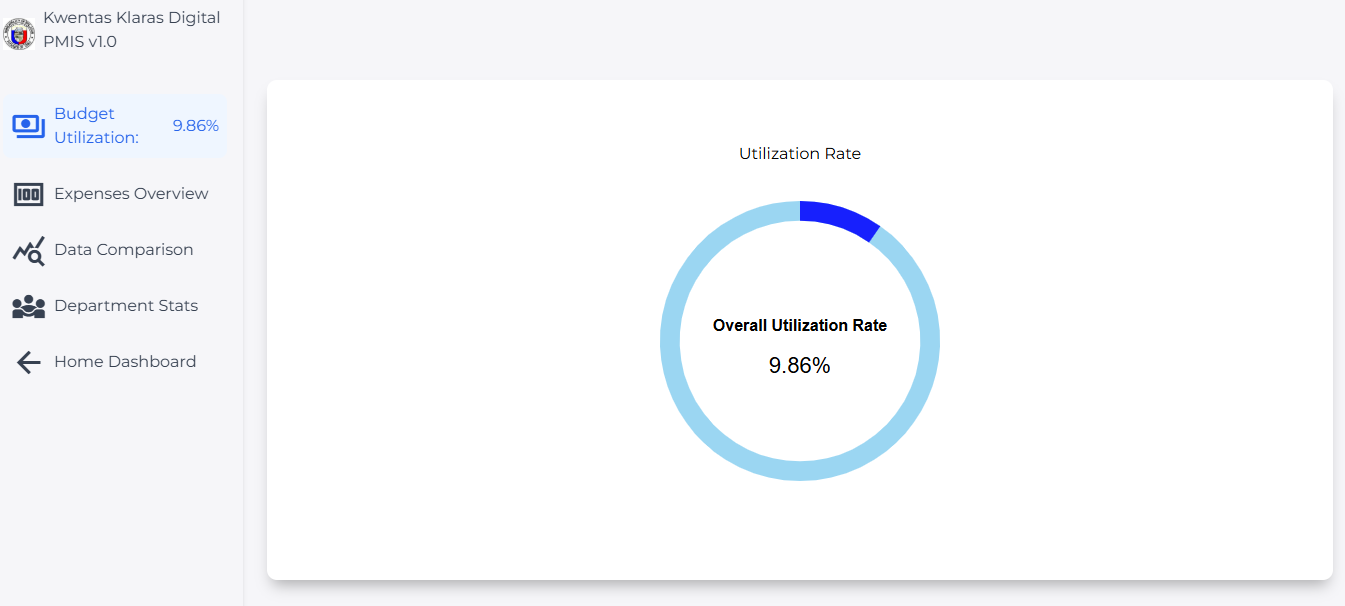 Kwentas Klaras Digital
PMIS v1.0
Budget
Utilization:
9.86%
Expenses Overview
Data Comparison
Department Stats
Home Dashboard
Utilization Rate
Overall Utilization Rate
9.86%